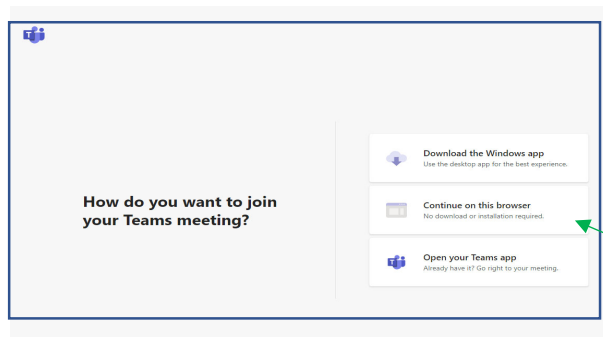 How do you want to join
your Teams meeting?
Download the Windows app
Use the desktop app for the best experience.
Continue on this browser
No download or installation required.
Open your Teams app
Already have it? Go right to your meeting.